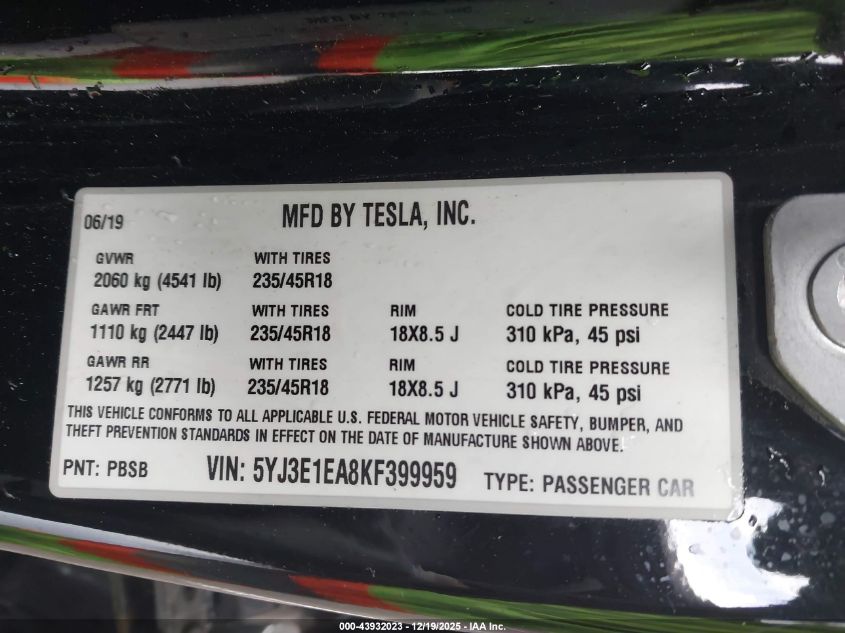 06/19 MFD BY TESLA, INC.
GVWR WITH TIRES
2060 kg (4541 lb) 235/45R18
GAWR FRT WITH TIRES RIM COLD TIRE PRESSURE
1110 kg (2447 lb) 235/45R18 18X8.5 J 310 kPa, 45 psi
GAWR RR WITH TIRES RIM COLD TIRE PRESSURE
1257 kg (2771 lb) 235/45R18 18X8.5 J 310 kPa, 45 psi
THIS VEHICLE CONFORMS TO ALL APPLICABLE U.S. FEDERAL MOTOR VEHICLE SAFETY, BUMPER, AND
THEFT PREVENTION STANDARDS IN EFFECT ON THE DATE OF MANUFACTURE SHOWN ABOVE.
PNT: PBSB VIN: 5YJ3E1EA8KF399959 TYPE: PASSENGER CAR
000-43932023 - 12/19/2025 - IAA Inc.